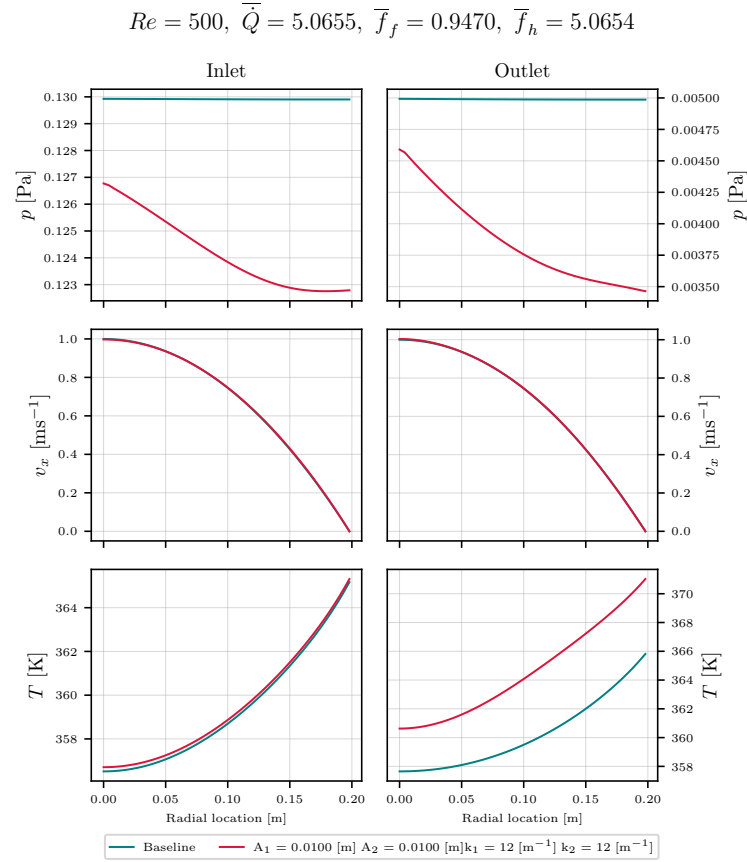 Re = 500, \overline{\dot{Q}} = 5.0655, \overline{f}_f = 0.9470, \overline{f}_h = 5.0654
Inlet
Outlet
0.130
0.129
0.128
0.127
0.126
0.125
0.124
0.123
p [Pa]
0.00500
0.00475
0.00450
0.00425
0.00400
0.00375
0.00350
p [Pa]
1.0
0.8
0.6
0.4
0.2
0.0
v_x [ms^{−1}]
1.0
0.8
0.6
0.4
0.2
0.0
v_x [ms^{−1}]
364
362
360
358
T [K]
370
368
366
364
362
360
358
T [K]
0.00 0.05 0.10 0.15 0.20
Radial location [m]
0.00 0.05 0.10 0.15 0.20
Radial location [m]
Baseline
A₁ = 0.0100 [m] A₂ = 0.0100 [m]k₁ = 12 [m⁻¹] k₂ = 12 [m⁻¹]